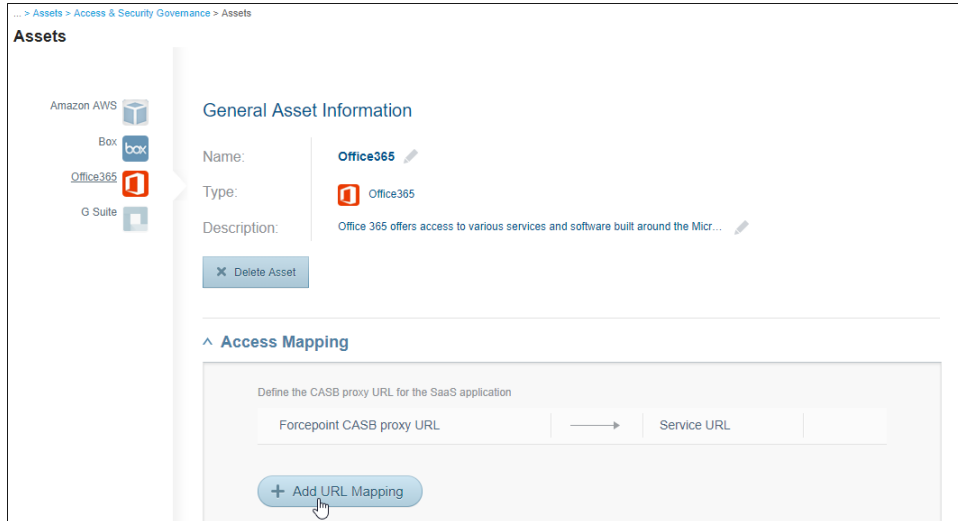 ... > Assets > Access & Security Governance > Assets
Assets
Amazon AWS
Box
box
Office365
G Suite
General Asset Information
Name:
Office365
Type:
Office365
Description:
Office 365 offers access to various services and software built around the Micr...
Delete Asset
Access Mapping
Define the CASB proxy URL for the SaaS application
Forcepoint CASB proxy URL
Service URL
Add URL Mapping